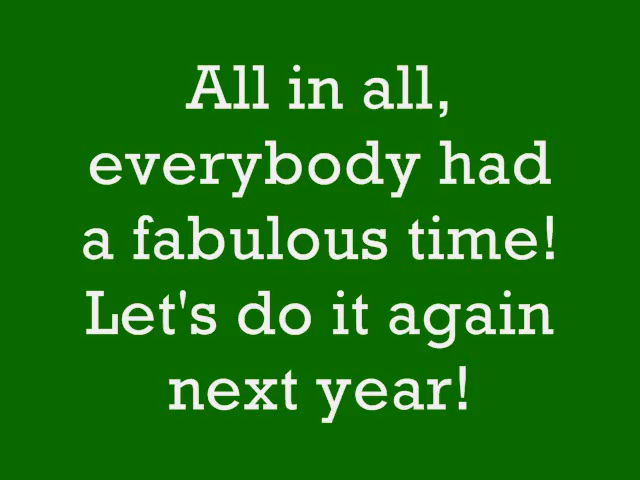 All in all,
everybody had
a fabulous time!
Let's do it again
next year!